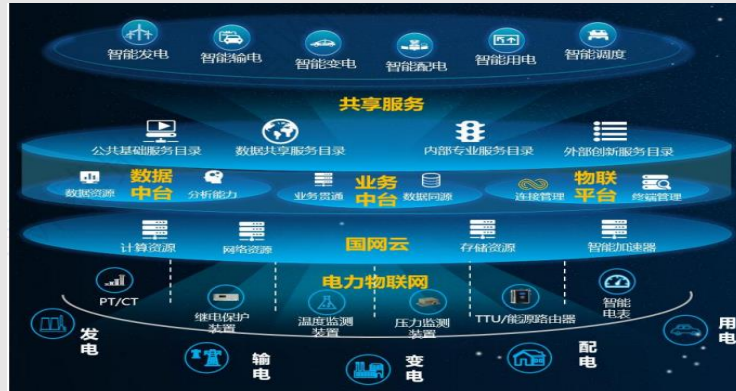 智能发电
智能输电
智能变电
智能配电
智能用电
智能调度
共享服务
公共基础服务目录
数据共享服务目录
内部专业服务目录
外部创新服务目录
数据资源
数据
中台
分析能力
业务贯通
业务
中台
数据同源
连接管理
物联
平台
终端管理
计算资源
网络资源
国网云
存储资源
智能加速器
电力物联网
PT/CT
继电保护
装置
温度监测
装置
压力监测
装置
TTU/能源路由器
智能
电表
发电
输电
变电
配电
用电